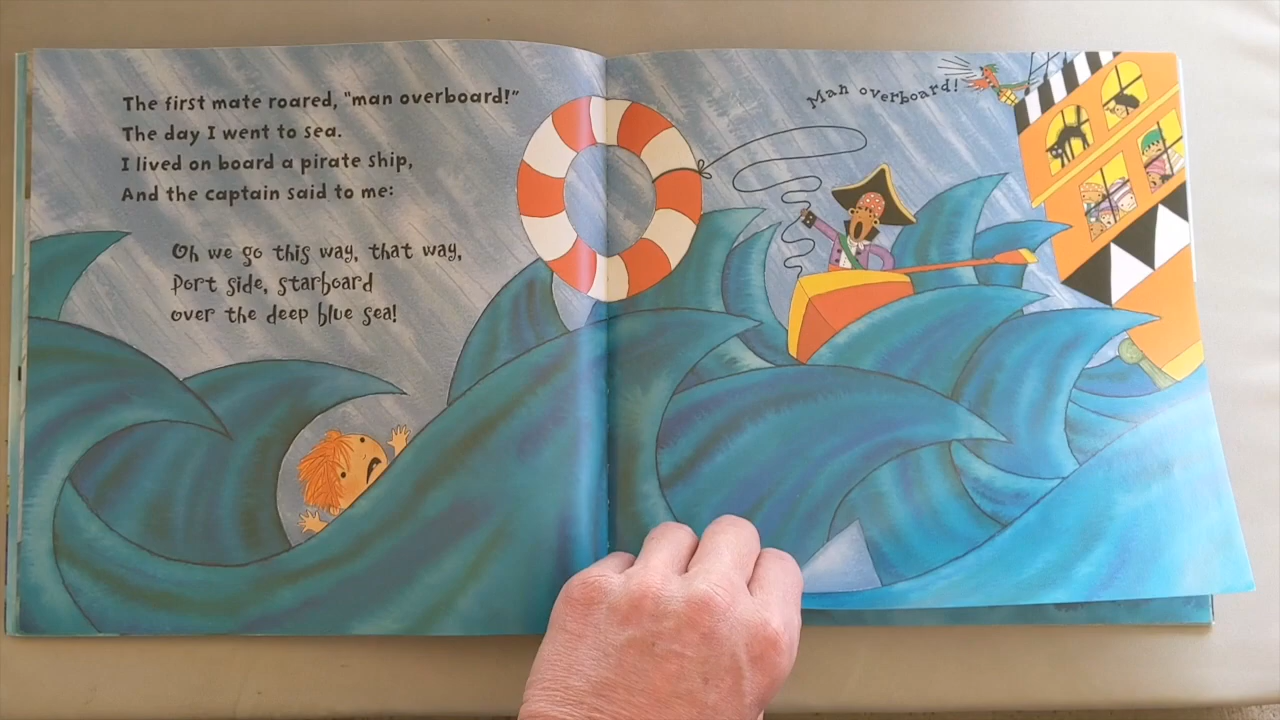 The first mate roared, "man overboard!"
The day I went to sea.
I lived on board a pirate ship,
And the captain said to me:
Oh we go this way, that way,
Port side, starboard
over the deep blue sea!
Man overboard!